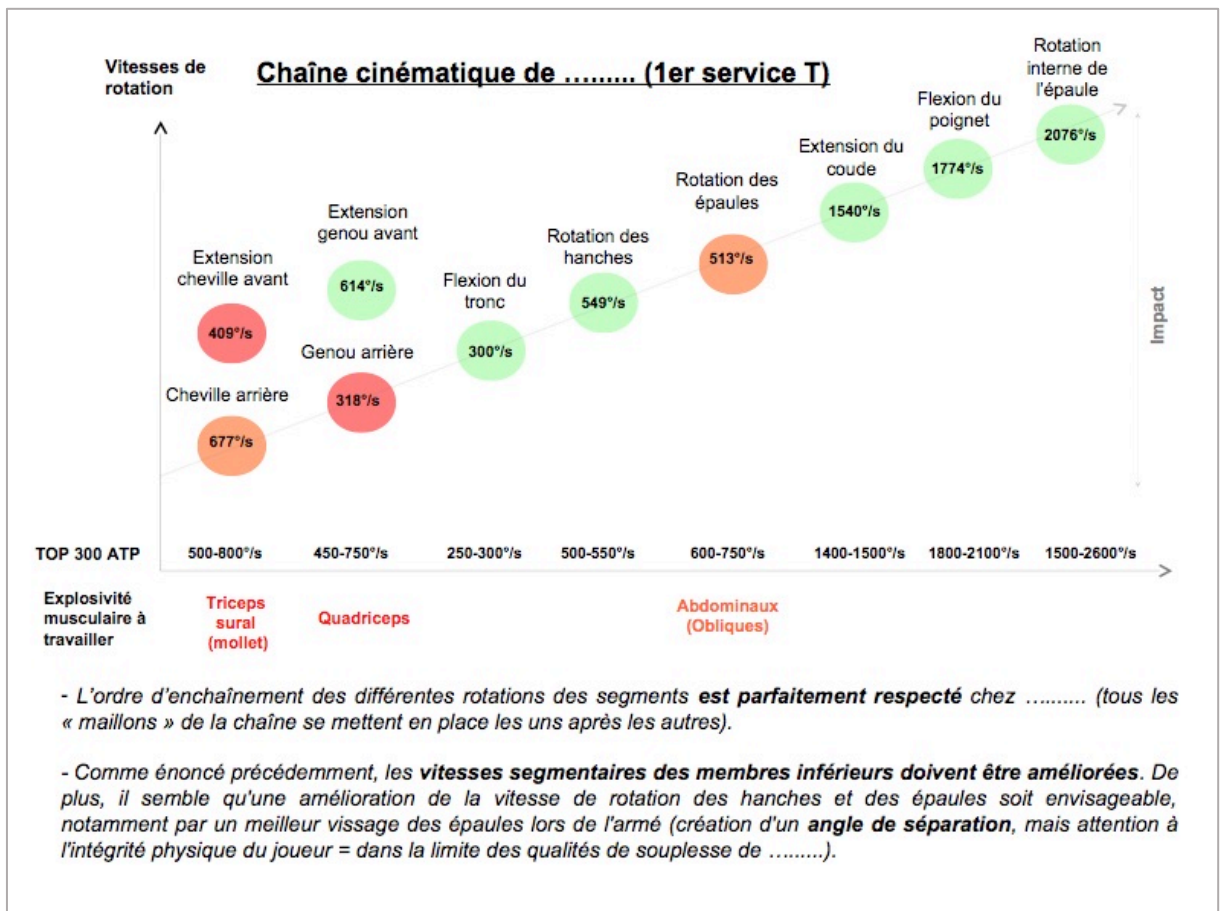 Chaîne cinématique de ......... (1er service T)
Vitesses de
rotation
Rotation
interne de
l'épaule
2076°/s
Flexion du
poignet
1774°/s
Extension du
coude
1540°/s
Rotation des
épaules
513°/s
Rotation des
hanches
549°/s
Flexion du
tronc
300°/s
Extension
genou avant
614°/s
Genou arrière
318°/s
Extension
cheville avant
409°/s
Cheville arrière
677°/s
Impact
TOP 300 ATP 500-800°/s 450-750°/s 250-300°/s 500-550°/s 600-750°/s 1400-1500°/s 1800-2100°/s 1500-2600°/s
Explosivité
musculaire à
travailler
Triceps
sural
(mollet)
Quadriceps
Abdominaux
(Obliques)
- L'ordre d'enchaînement des différentes rotations des segments est parfaitement respecté chez ......... (tous les
« maillons » de la chaîne se mettent en place les uns après les autres).
- Comme énoncé précédemment, les vitesses segmentaires des membres inférieurs doivent être améliorées. De
plus, il semble qu'une amélioration de la vitesse de rotation des hanches et des épaules soit envisageable,
notamment par un meilleur vissage des épaules lors de l'armé (création d'un angle de séparation, mais attention à
l'intégrité physique du joueur = dans la limite des qualités de souplesse de .........).